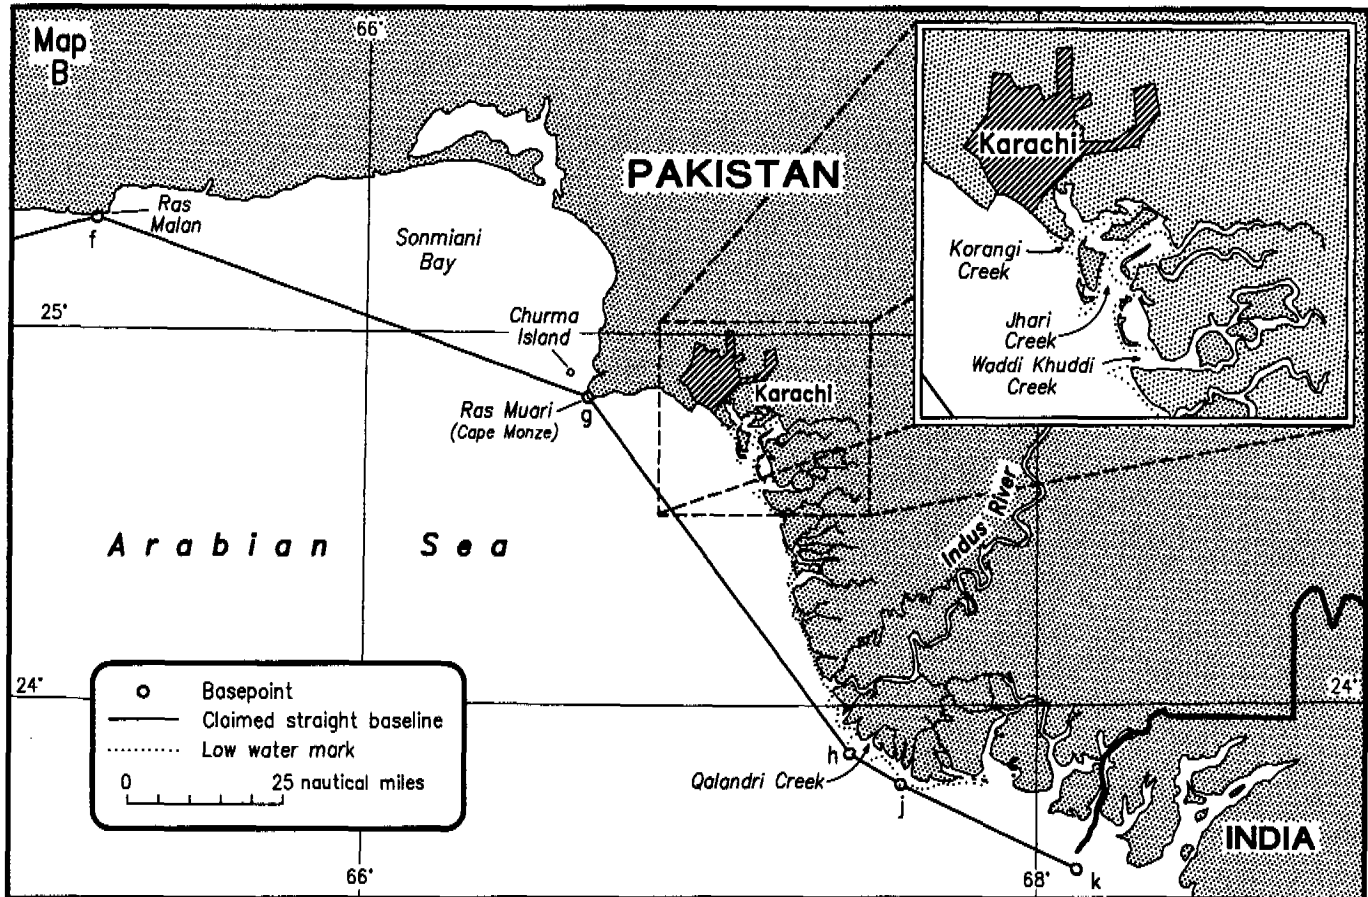 Map
B
66°
PAKISTAN
Ras
Malan
f
Sonmiani
Bay
25°
Churma
Island
Ras Muari
(Cape Monze)
g
Karachi
Karachi
Korangi
Creek
Jhari
Creek
Waddi Khuddi
Creek
Arabian Sea
Indus River
Basepoint
Claimed straight baseline
Low water mark
0 25 nautical miles
24°
24°
h
Qalandri Creek
j
INDIA
66°
68°
k